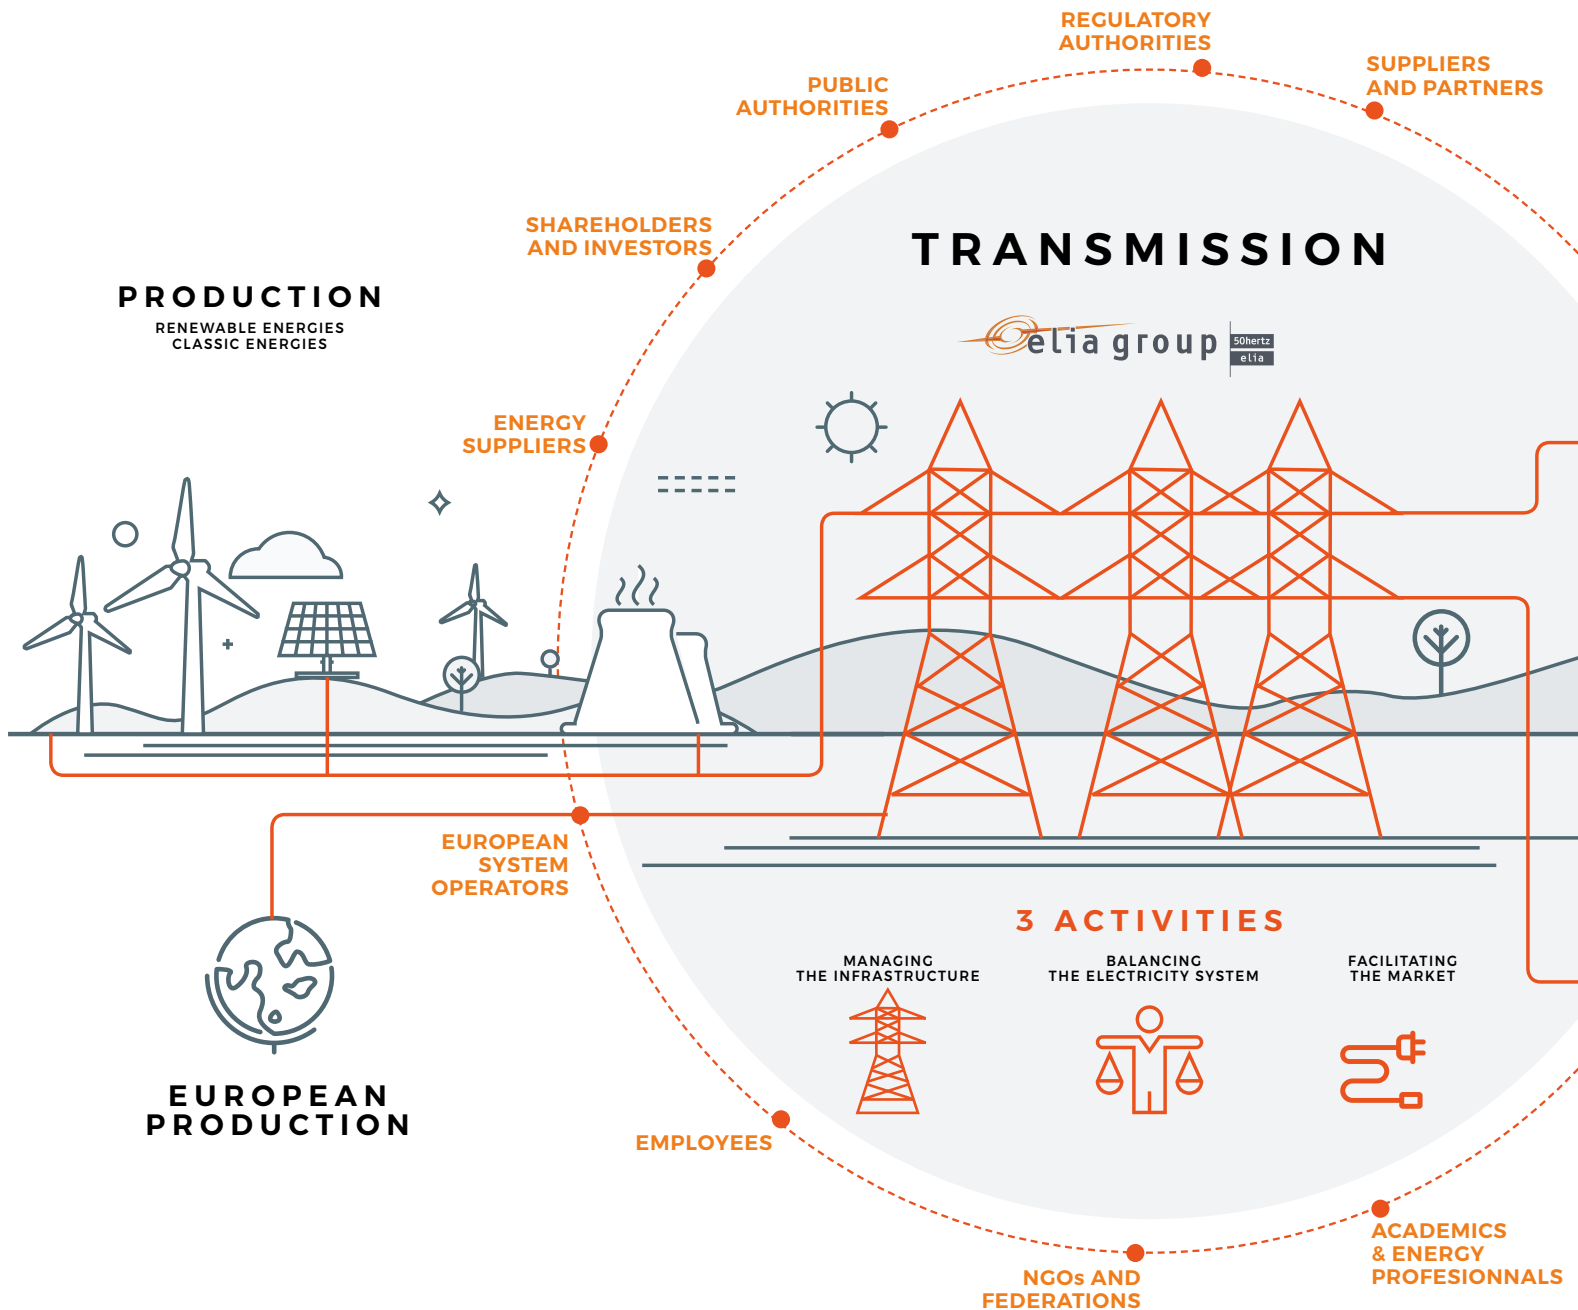 REGULATORY
AUTHORITIES
SUPPLIERS
AND PARTNERS
PUBLIC
AUTHORITIES
SHAREHOLDERS
AND INVESTORS
TRANSMISSION
PRODUCTION
RENEWABLE ENERGIES
CLASSIC ENERGIES
elia group
50hertz
elia
ENERGY
SUPPLIERS
EUROPEAN
SYSTEM
OPERATORS
3 ACTIVITIES
MANAGING
THE INFRASTRUCTURE
BALANCING
THE ELECTRICITY SYSTEM
FACILITATING
THE MARKET
EUROPEAN
PRODUCTION
EMPLOYEES
ACADEMICS
& ENERGY
PROFESIONNALS
NGOs AND
FEDERATIONS